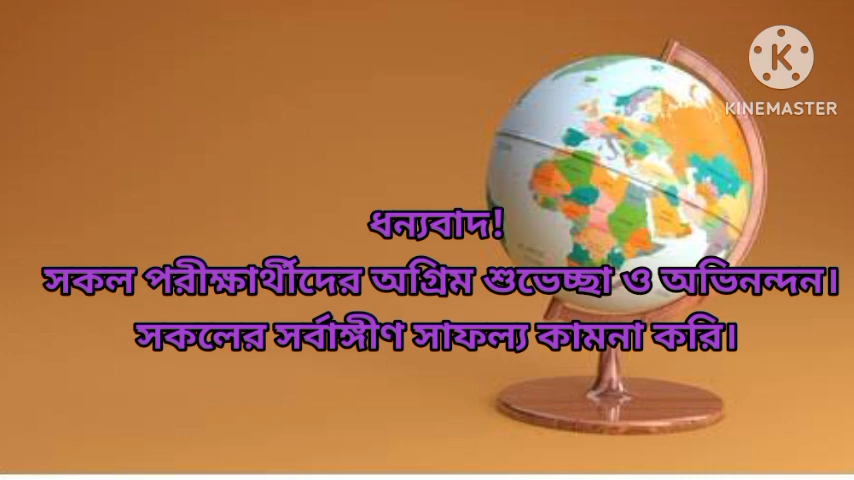 KINEMASTER
ধন্যবাদ!
সকল পরীক্ষার্থীদের অগ্রিম শুভেচ্ছা ও অভিনন্দন।
সকলের সর্বাঙ্গীণ সাফল্য কামনা করি।